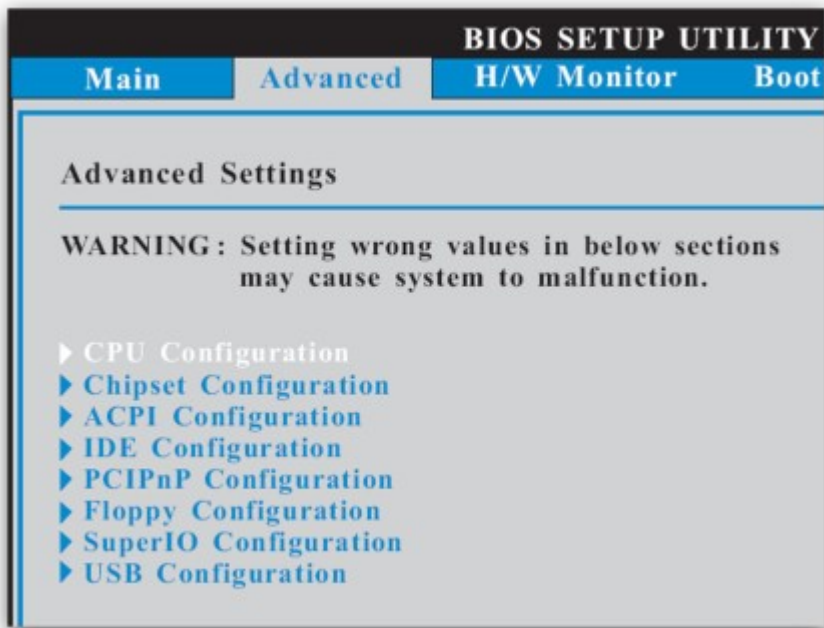 BIOS SETUP UTILITY
Main Advanced H/W Monitor Boot
Advanced Settings
WARNING : Setting wrong values in below sections
may cause system to malfunction.
CPU Configuration
Chipset Configuration
ACPI Configuration
IDE Configuration
PCIPnP Configuration
Floppy Configuration
SuperIO Configuration
USB Configuration